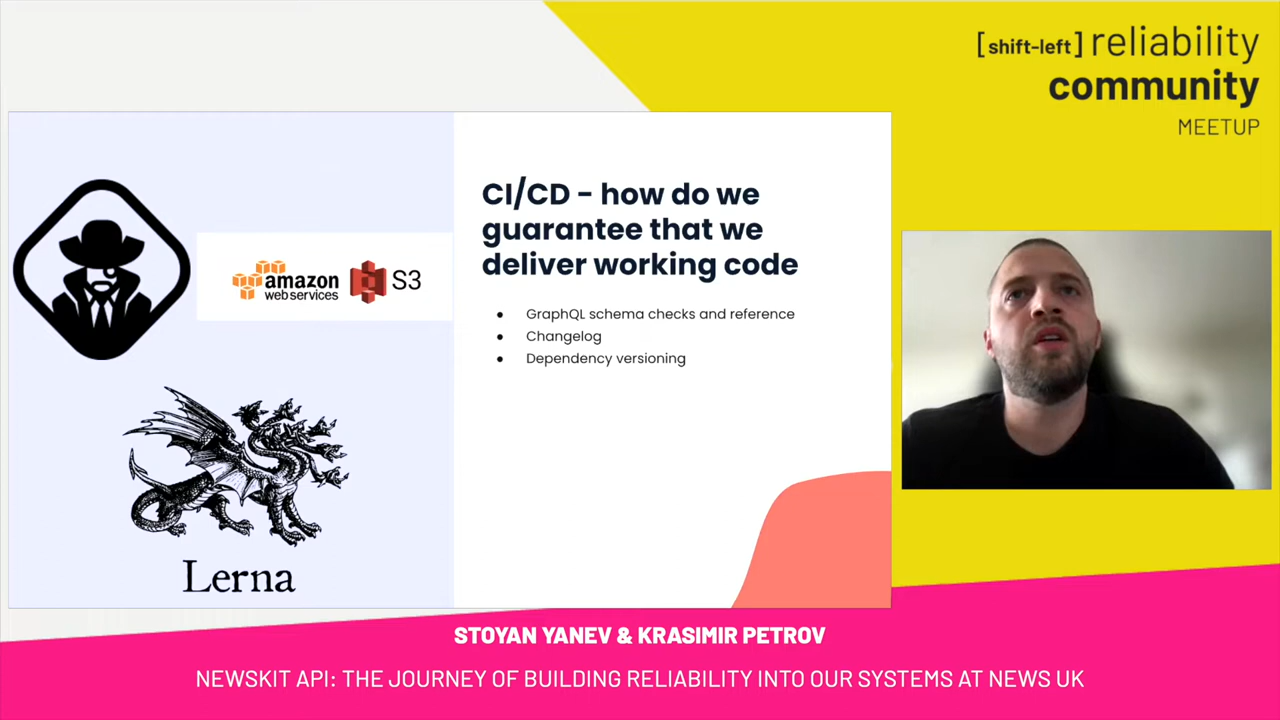 [shift-left] reliability
community
MEETUP
CI/CD - how do we
guarantee that we
deliver working code
amazon
web services
S3
• GraphQL schema checks and reference
• Changelog
• Dependency versioning
Lerna
STOYAN YANEV & KRASIMIR PETROV
NEWSKIT API: THE JOURNEY OF BUILDING RELIABILITY INTO OUR SYSTEMS AT NEWS UK